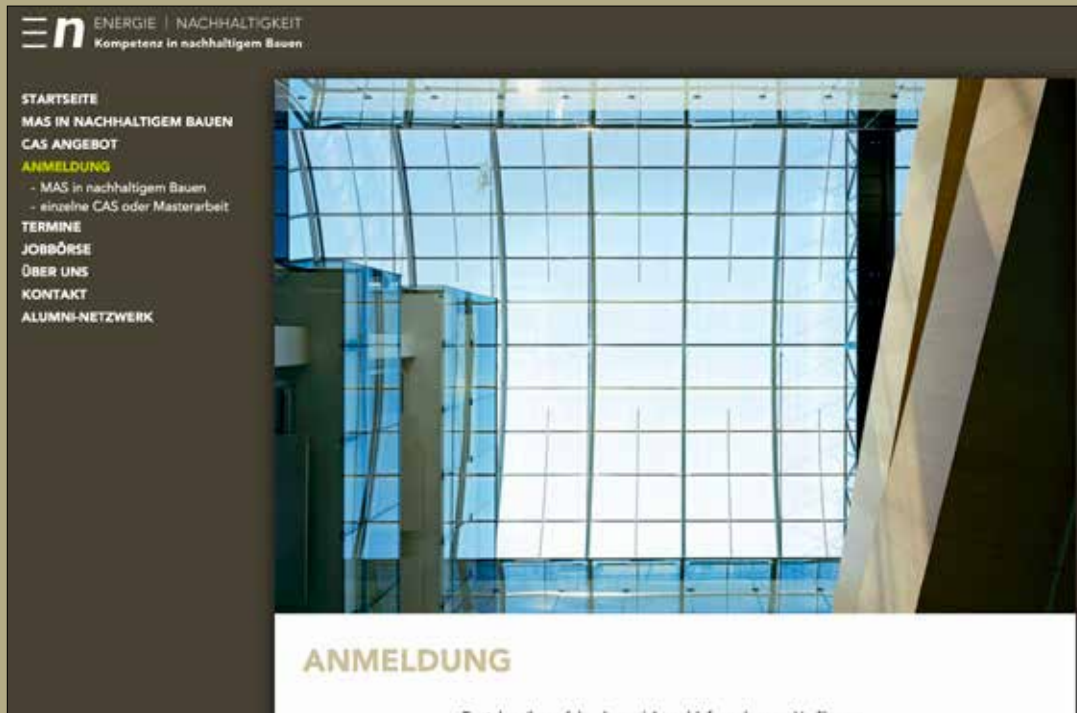 En
ENERGIE | NACHHALTIGKEIT
Kompetenz in nachhaltigem Bauen
STARTSEITE
MAS IN NACHHALTIGEM BAUEN
CAS ANGEBOT
ANMELDUNG
- MAS in nachhaltigem Bauen
- einzelne CAS oder Masterarbeit
TERMINE
JOBBÖRSE
ÜBER UNS
KONTAKT
ALUMNI-NETZWERK
ANMELDUNG